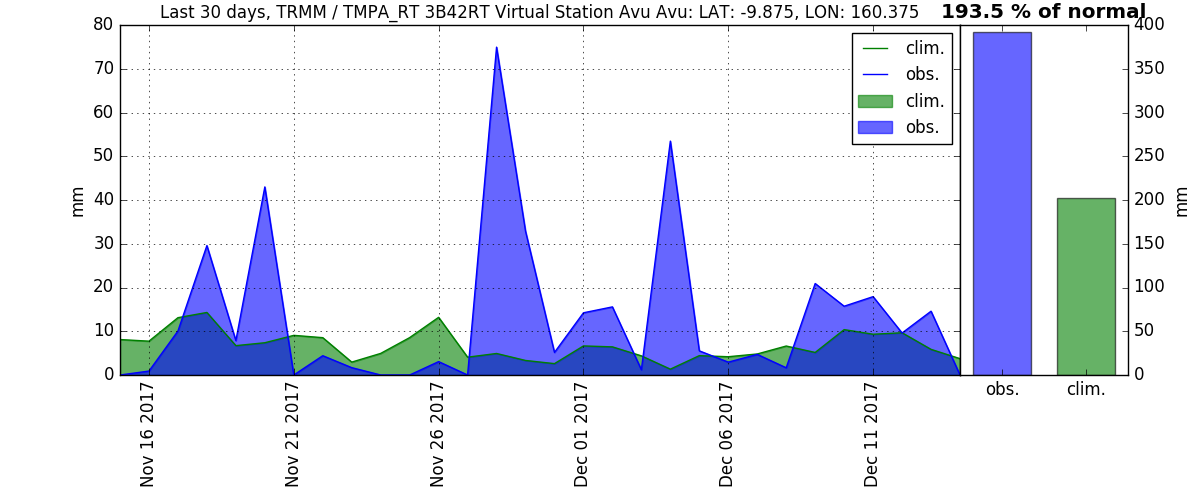 Last 30 days, TRMM / TMPA_RT 3B42RT Virtual Station Avu Avu: LAT: -9.875, LON: 160.375
193.5 % of normal
80
70
60
50
40
30
20
10
0
mm
clim.
obs.
clim.
obs.
400
350
300
250
200
150
100
50
0
mm
Nov 16 2017
Nov 21 2017
Nov 26 2017
Dec 01 2017
Dec 06 2017
Dec 11 2017
obs.
clim.